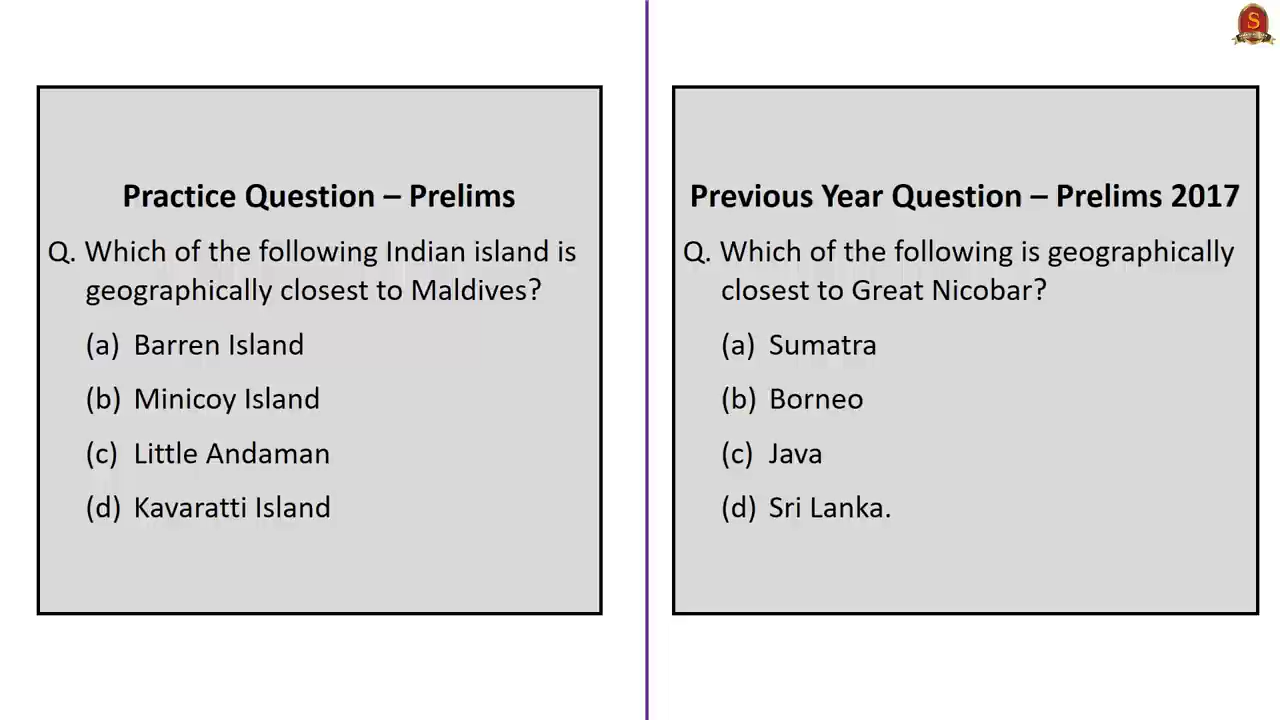 S
Practice Question – Prelims
Q. Which of the following Indian island is
geographically closest to Maldives?
(a) Barren Island
(b) Minicoy Island
(c) Little Andaman
(d) Kavaratti Island
Previous Year Question – Prelims 2017
Q. Which of the following is geographically
closest to Great Nicobar?
(a) Sumatra
(b) Borneo
(c) Java
(d) Sri Lanka.